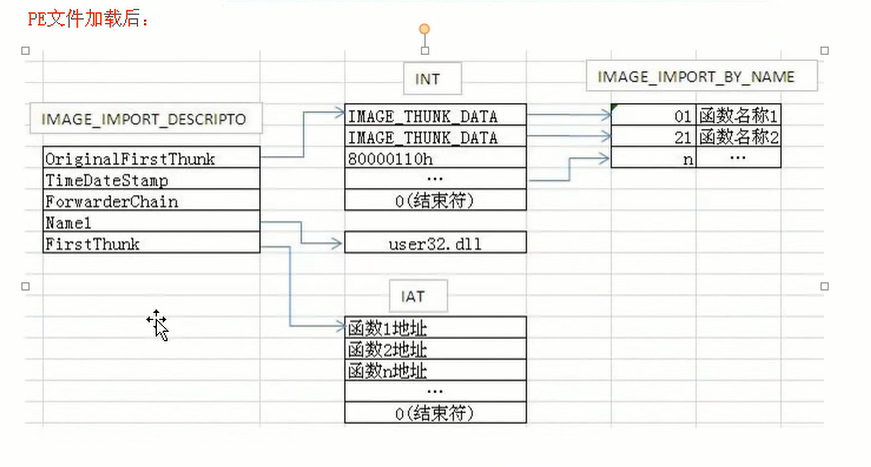 PE文件加载后：
INT
IMAGE_IMPORT_BY_NAME
IMAGE_IMPORT_DESCRIPTO
IMAGE_THUNK_DATA
IMAGE_THUNK_DATA
80000110h
…
0(结束符)
01 函数名称1
21 函数名称2
n …
OriginalFirstThunk
TimeDateStamp
ForwarderChain
Name1
FirstThunk
user32.dll
IAT
函数1地址
函数2地址
函数n地址
…
0(结束符)